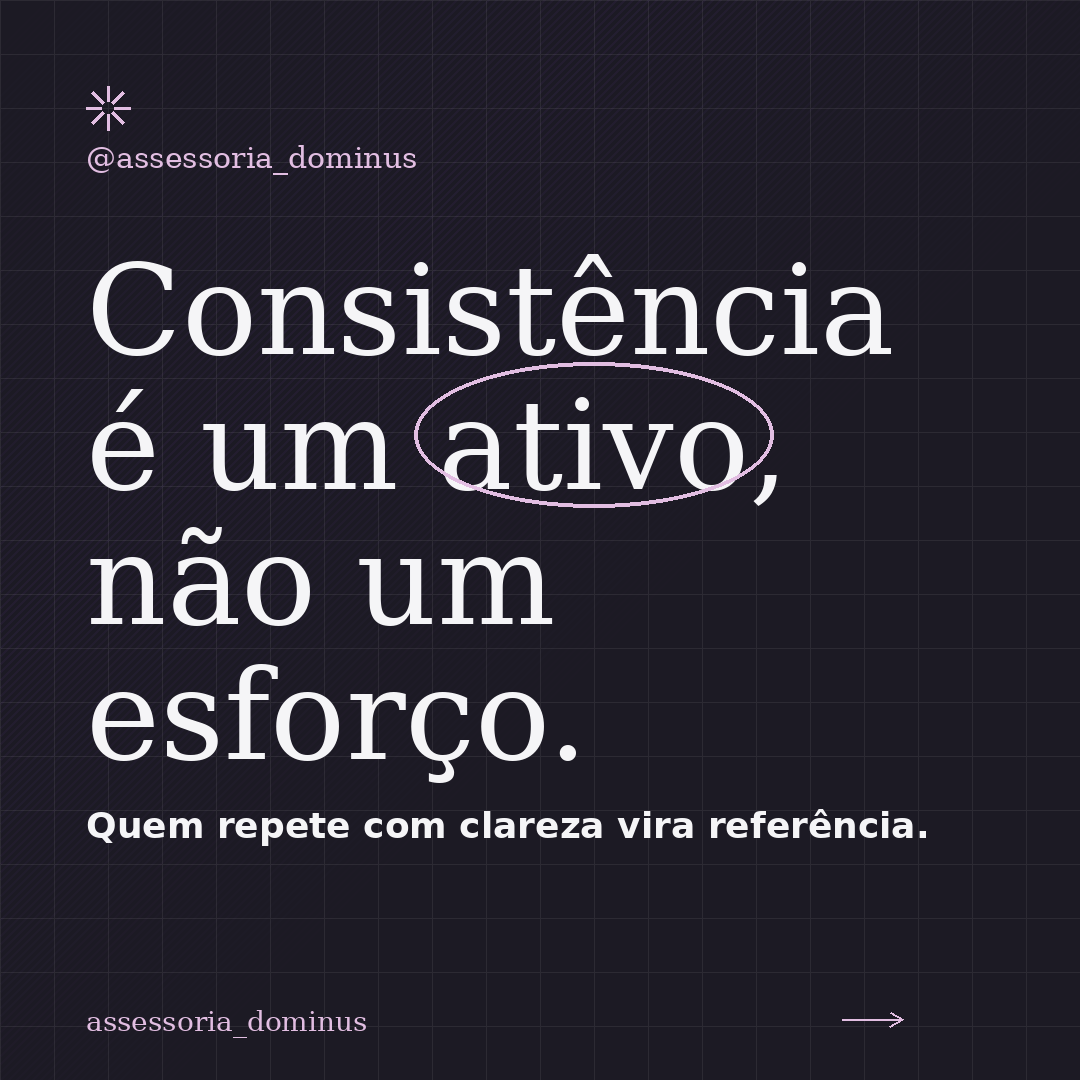 @assessoria_dominus
Consistência
é um ativo,
não um
esforço.
Quem repete com clareza vira referência.
assessoria_dominus